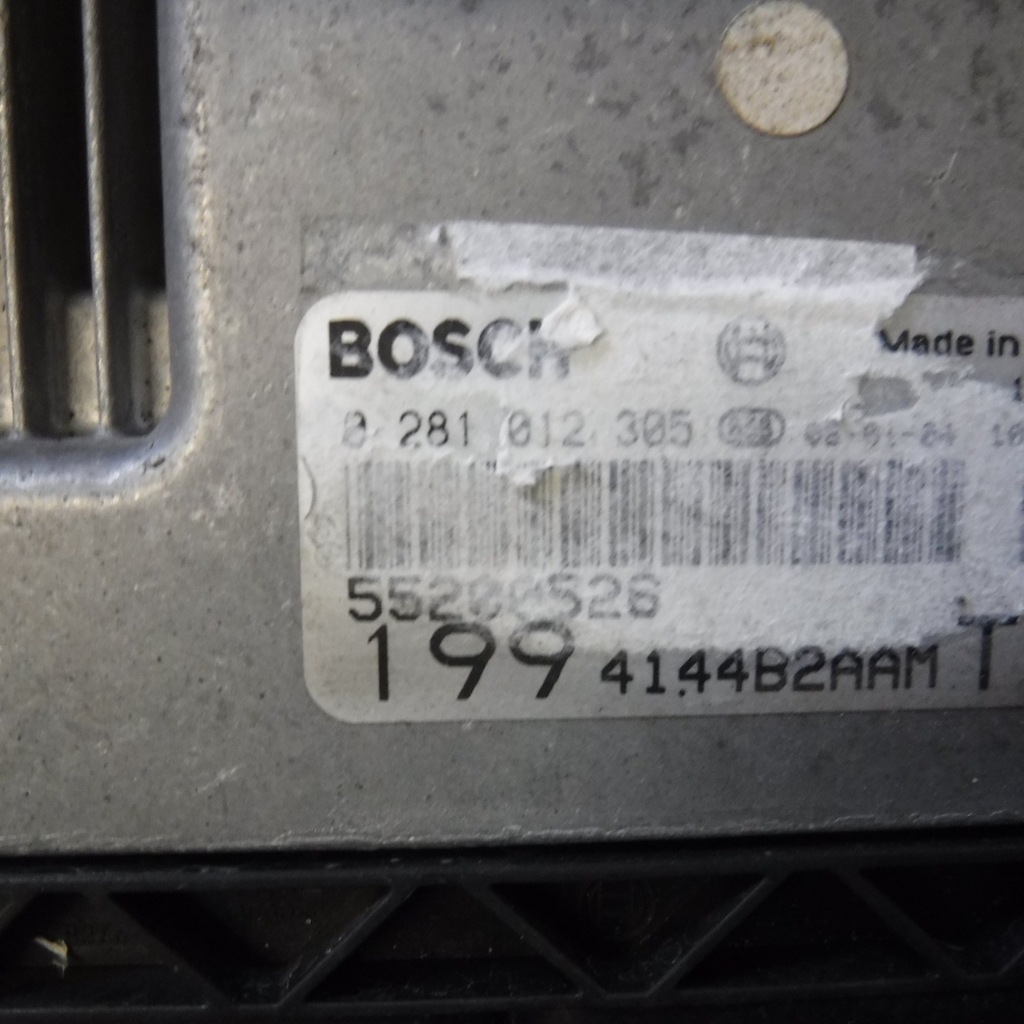 BOSCH
Made in
0 281 012 305
199 4144B2AAM T